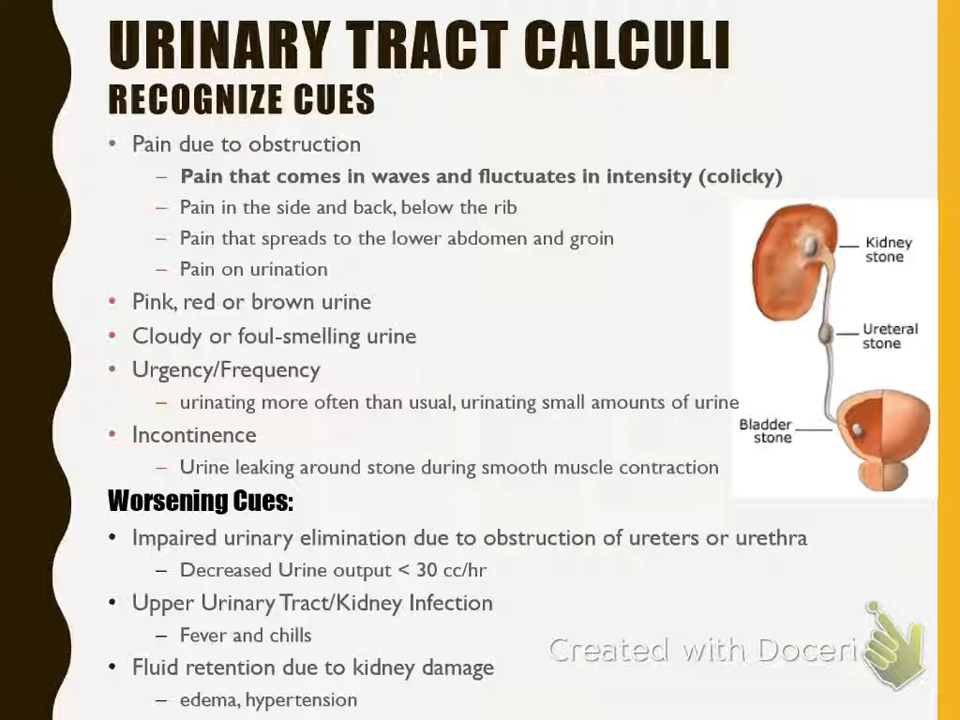 URINARY TRACT CALCULI
RECOGNIZE CUES
• Pain due to obstruction
– Pain that comes in waves and fluctuates in intensity (colicky)
– Pain in the side and back, below the rib
– Pain that spreads to the lower abdomen and groin
– Pain on urination
• Pink, red or brown urine
• Cloudy or foul-smelling urine
• Urgency/Frequency
– urinating more often than usual, urinating small amounts of urine
• Incontinence
– Urine leaking around stone during smooth muscle contraction
Worsening Cues:
• Impaired urinary elimination due to obstruction of ureters or urethra
– Decreased Urine output < 30 cc/hr
• Upper Urinary Tract/Kidney Infection
– Fever and chills
• Fluid retention due to kidney damage
– edema, hypertension
Kidney
stone
Ureteral
stone
Bladder
stone
Created with Doceri